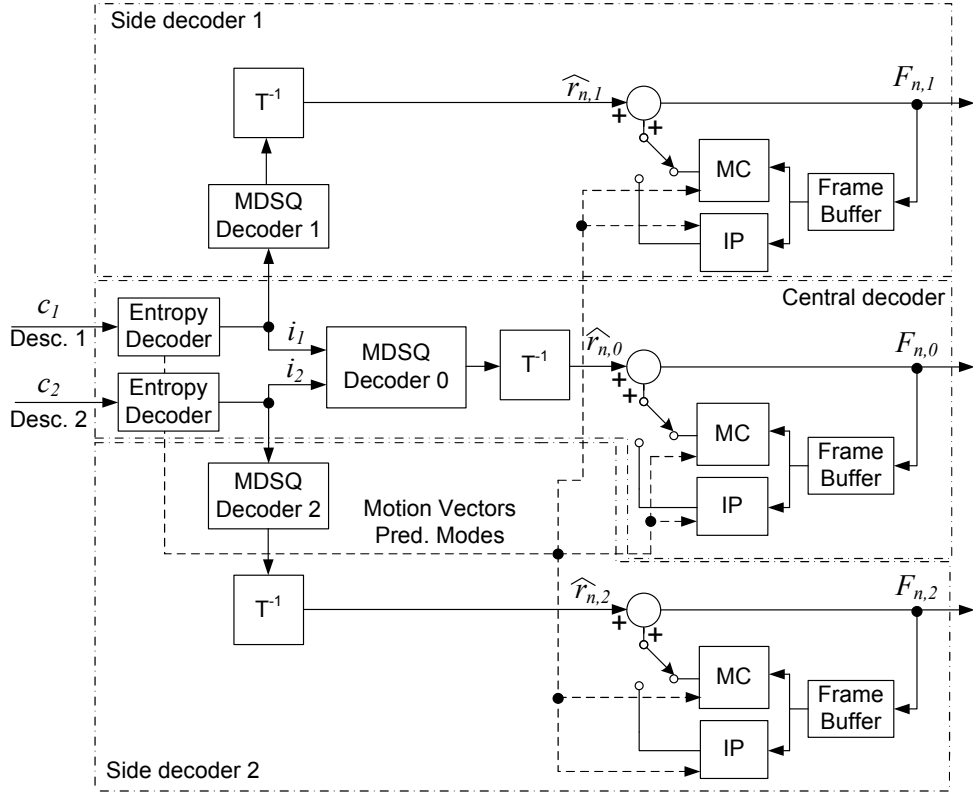 Side decoder 1
T⁻¹
r̂n,1
Fn,1
+
+
MC
MDSQ
Decoder 1
Frame
Buffer
IP
Central decoder
c1
Desc. 1
Entropy
Decoder
i1
MDSQ
Decoder 0
T⁻¹
r̂n,0
Fn,0
+
+
c2
Desc. 2
Entropy
Decoder
i2
MC
Frame
Buffer
IP
MDSQ
Decoder 2
Motion Vectors
Pred. Modes
T⁻¹
r̂n,2
Fn,2
+
+
MC
Frame
Buffer
IP
Side decoder 2